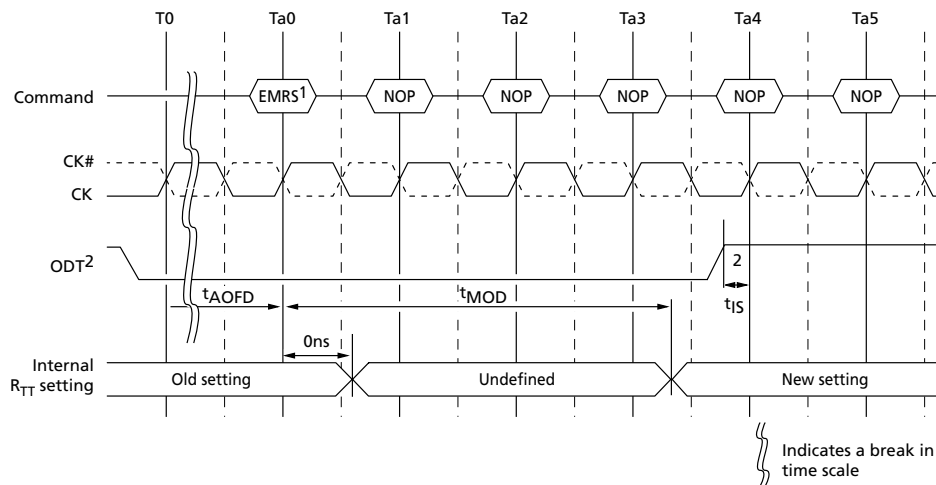 T0 Ta0 Ta1 Ta2 Ta3 Ta4 Ta5
Command EMRS1 NOP NOP NOP NOP NOP
CK#
CK
ODT2 2
tAOFD tMOD tIS
0ns
Internal
RTT setting Old setting Undefined New setting
Indicates a break in
time scale